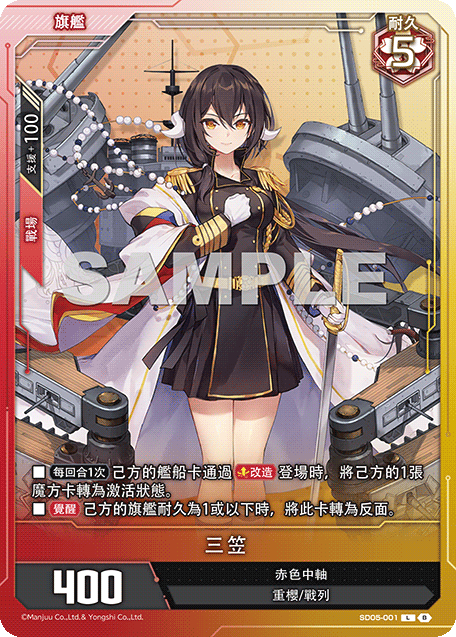 旗艦
耐久
5
支援+100
戰場
SAMPLE
■ 每回合1次 己方的艦船卡通過 改造 登場時，將己方的1張
魔方卡轉為激活狀態。
■ 覺醒 己方的旗艦耐久為1或以下時，將此卡轉為反面。
三笠
400
赤色中軸
重櫻/戰列
©Manjuu Co.,Ltd.& Yongshi Co.,Ltd.
SD05-001 L B